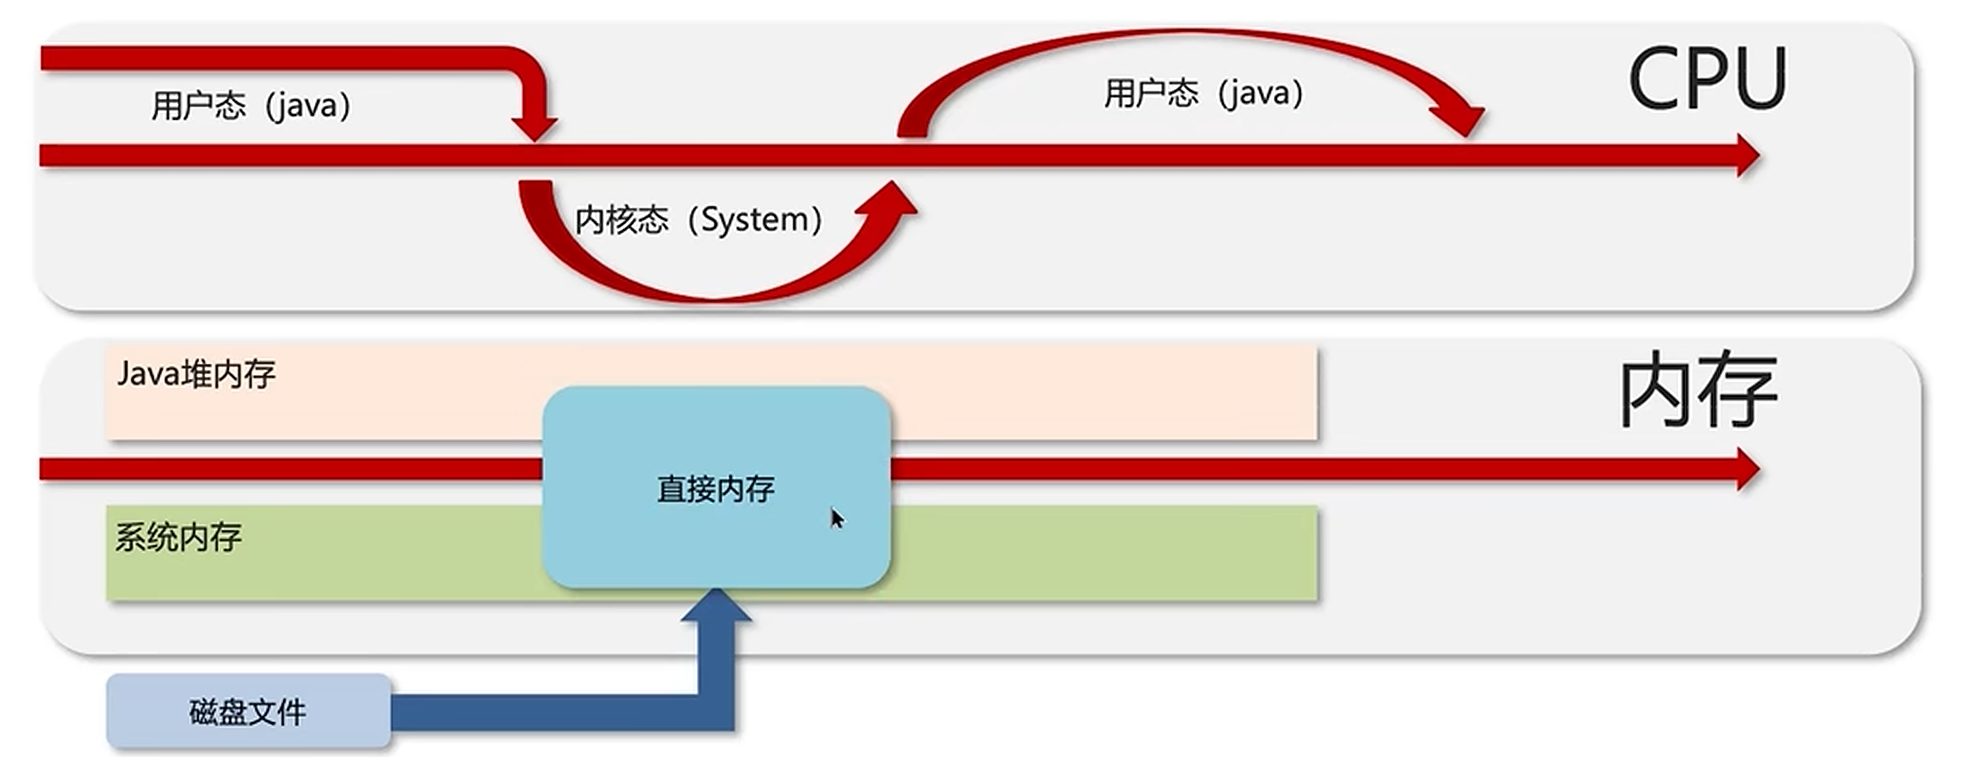 CPU
用户态（java）
用户态（java）
内核态（System）
Java堆内存
内存
直接内存
系统内存
磁盘文件